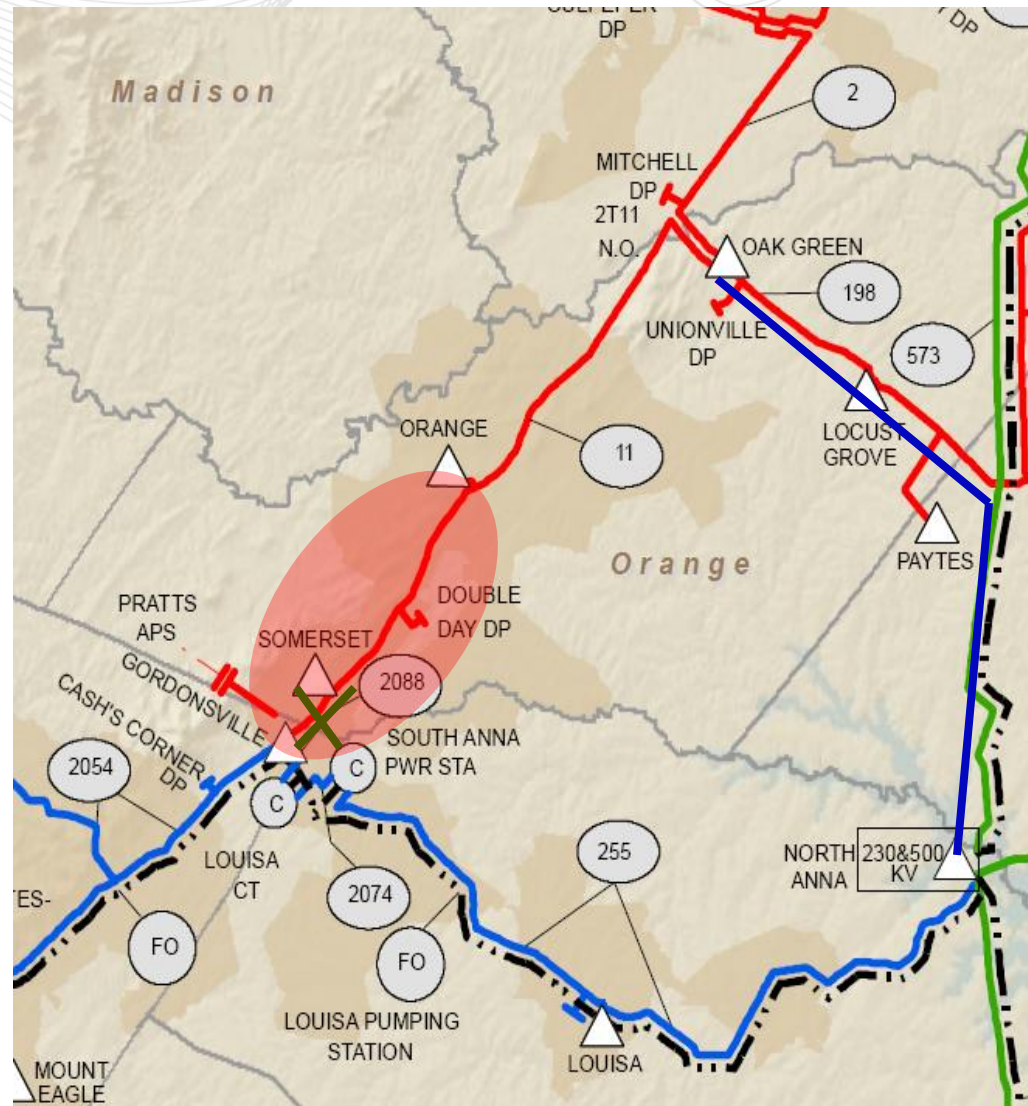 DP
Y DP
Madison
2
MITCHELL
DP
2T11
N.O.
OAK GREEN
198
UNIONVILLE
DP
573
ORANGE
11
LOCUST
GROVE
Orange
PAYTES
PRATTS
APS
DOUBLE
DAY DP
SOMERSET
GORDONSVILLE
2088
CASH'S CORNER
DP
SOUTH ANNA
PWR STA
C
C
2054
LOUISA
CT
2074
255
NORTH
ANNA
230&500
KV
TES-
FO
FO
LOUISA PUMPING
STATION
LOUISA
MOUNT
EAGLE